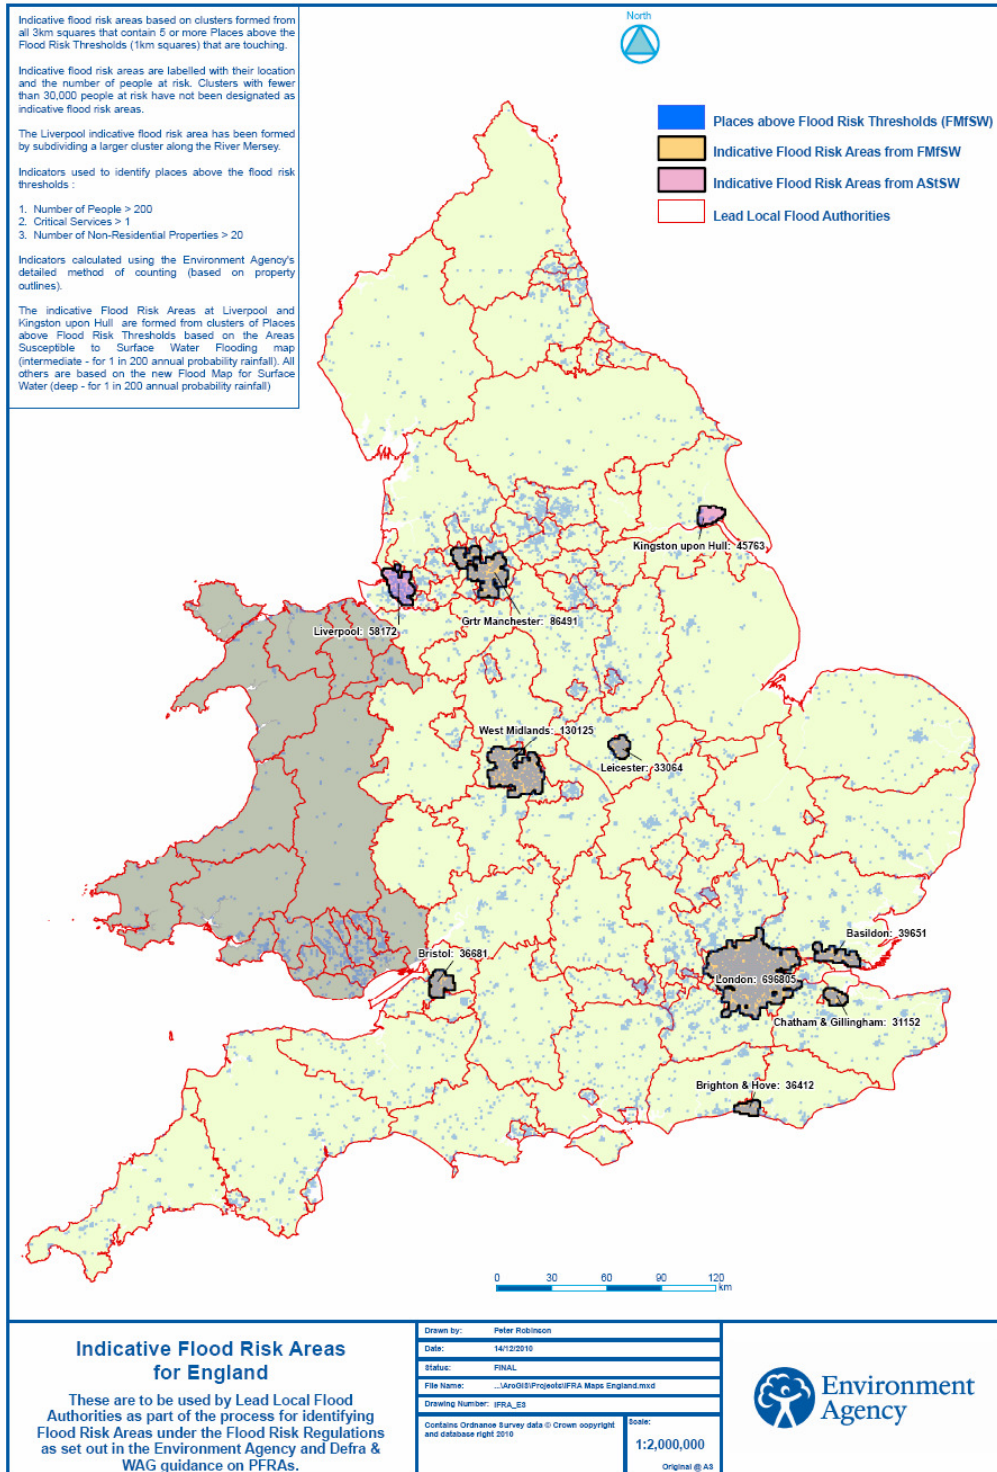 Indicative flood risk areas based on clusters formed from
all 3km squares that contain 5 or more Places above the
Flood Risk Thresholds (1km squares) that are touching.
Indicative flood risk areas are labelled with their location
and the number of people at risk. Clusters with fewer
than 30,000 people at risk have not been designated as
indicative flood risk areas.
The Liverpool indicative flood risk area has been formed
by subdividing a larger cluster along the River Mersey.
Indicators used to identify places above the flood risk
thresholds :
1. Number of People > 200
2. Critical Services > 1
3. Number of Non-Residential Properties > 20
Indicators calculated using the Environment Agency's
detailed method of counting (based on property
outlines).
The indicative Flood Risk Areas at Liverpool and
Kingston upon Hull are formed from clusters of Places
above Flood Risk Thresholds based on the Areas
Susceptible to Surface Water Flooding map
(intermediate - for 1 in 200 annual probability rainfall). All
others are based on the new Flood Map for Surface
Water (deep - for 1 in 200 annual probability rainfall)
North
Places above Flood Risk Thresholds (FMfSW)
Indicative Flood Risk Areas from FMfSW
Indicative Flood Risk Areas from AStSW
Lead Local Flood Authorities
Kingston upon Hull: 45763
Grtr Manchester: 86491
Liverpool: 58172
West Midlands: 130125
Leicester: 33064
Basildon: 39651
Bristol: 36681
London: 696805
Chatham & Gillingham: 31152
Brighton & Hove: 36412
0 30 60 90 120
km
Indicative Flood Risk Areas
for England
These are to be used by Lead Local Flood
Authorities as part of the process for identifying
Flood Risk Areas under the Flood Risk Regulations
as set out in the Environment Agency and Defra &
WAG guidance on PFRAs.
Drawn by: Peter Robinson
Date: 14/12/2010
Status: FINAL
File Name: ...\ArcGIS\Projects\IFRA Maps England.mxd
Drawing Number: IFRA_E3
Contains Ordnance Survey data © Crown copyright
and database right 2010
Scale:
1:2,000,000
Original @ A3
Environment
Agency